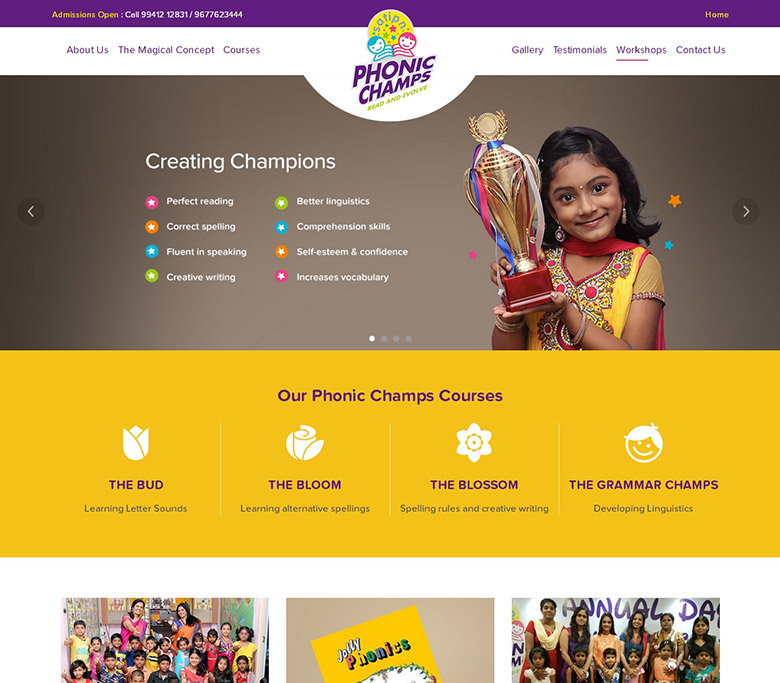 Admissions Open : Call 99412 12831 / 9677623444
Home
About Us
The Magical Concept
Courses
satipn
PHONIC
CHAMPS
READ AND EVOLVE
Gallery
Testimonials
Workshops
Contact Us
Creating Champions
Perfect reading
Better linguistics
Correct spelling
Comprehension skills
Fluent in speaking
Self-esteem & confidence
Creative writing
Increases vocabulary
Our Phonic Champs Courses
THE BUD
Learning Letter Sounds
THE BLOOM
Learning alternative spellings
THE BLOSSOM
Spelling rules and creative writing
THE GRAMMAR CHAMPS
Developing Linguistics
Jolly
Phonics
ANNUAL DA